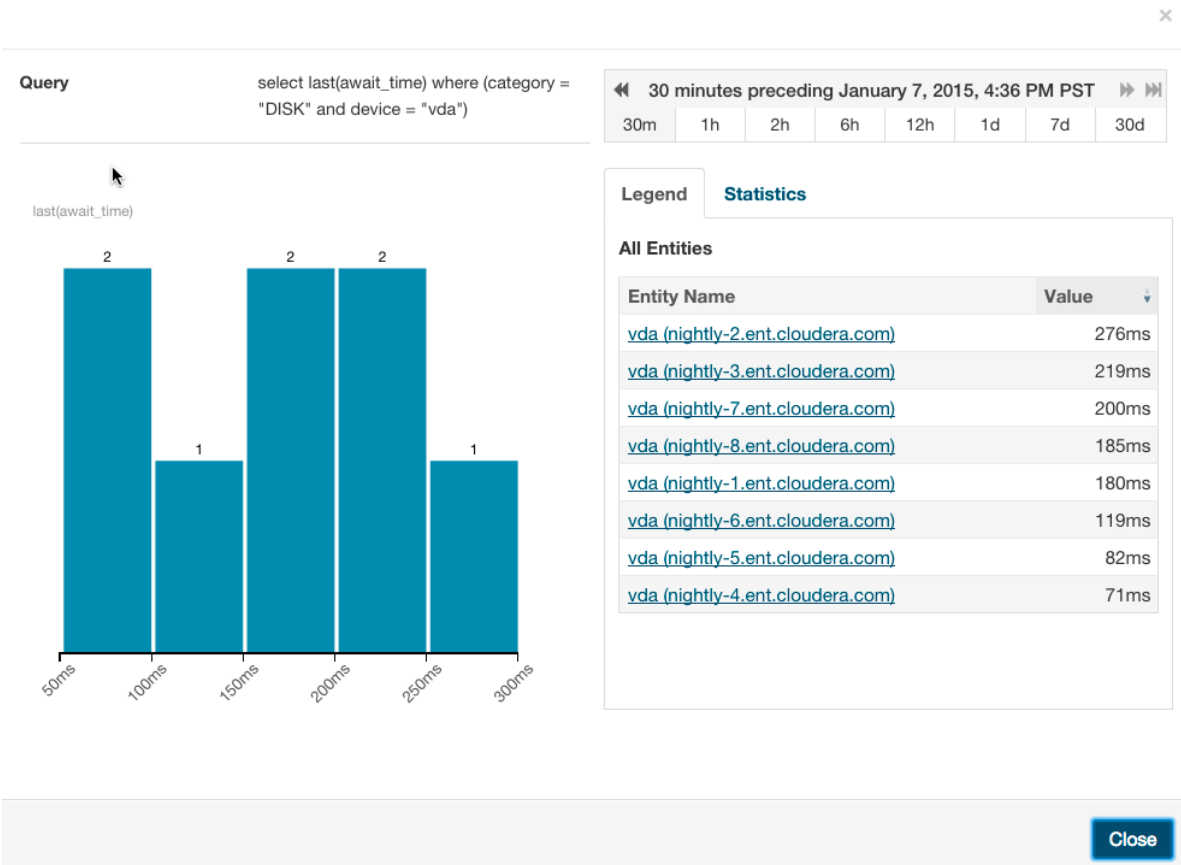 ×
Query
select last(await_time) where (category =
"DISK" and device = "vda")
30 minutes preceding January 7, 2015, 4:36 PM PST
30m 1h 2h 6h 12h 1d 7d 30d
last(await_time)
2 1 2 2 1
50ms 100ms 150ms 200ms 250ms 300ms
Legend Statistics
All Entities
Entity Name Value
vda (nightly-2.ent.cloudera.com) 276ms
vda (nightly-3.ent.cloudera.com) 219ms
vda (nightly-7.ent.cloudera.com) 200ms
vda (nightly-8.ent.cloudera.com) 185ms
vda (nightly-1.ent.cloudera.com) 180ms
vda (nightly-6.ent.cloudera.com) 119ms
vda (nightly-5.ent.cloudera.com) 82ms
vda (nightly-4.ent.cloudera.com) 71ms
Close